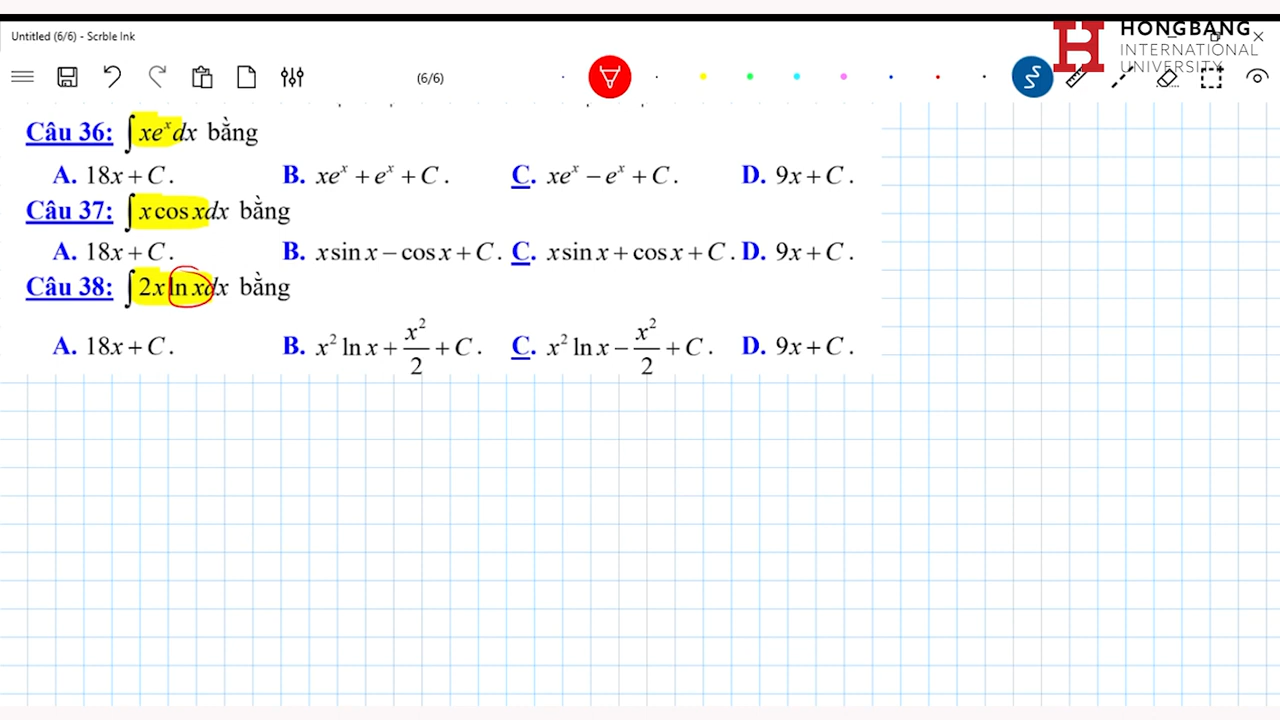 Untitled (6/6) - Scrble Ink
HONGBANG
INTERNATIONAL
UNIVERSITY
(6/6)
Câu 36: ∫xeˣdx bằng
A. 18x + C. B. xeˣ + eˣ + C. C. xeˣ − eˣ + C. D. 9x + C.
Câu 37: ∫x cos xdx bằng
A. 18x + C. B. x sin x − cos x + C. C. x sin x + cos x + C. D. 9x + C.
Câu 38: ∫2x ln xdx bằng
A. 18x + C. B. x² ln x + x²/2 + C. C. x² ln x − x²/2 + C. D. 9x + C.